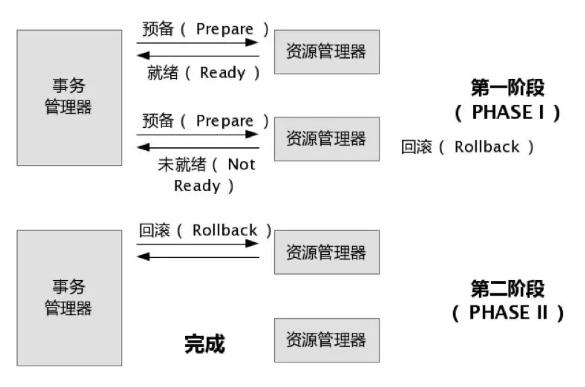 预备( Prepare )
资源管理器
就绪( Ready )
事务
管理器
第一阶段
( PHASE I )
预备( Prepare )
资源管理器
回滚( Rollback )
未就绪( Not
Ready )
回滚( Rollback )
资源管理器
事务
管理器
第二阶段
( PHASE II )
完成
资源管理器